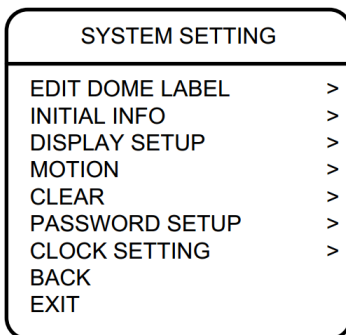 SYSTEM SETTING
EDIT DOME LABEL >
INITIAL INFO >
DISPLAY SETUP >
MOTION >
CLEAR >
PASSWORD SETUP >
CLOCK SETTING >
BACK
EXIT